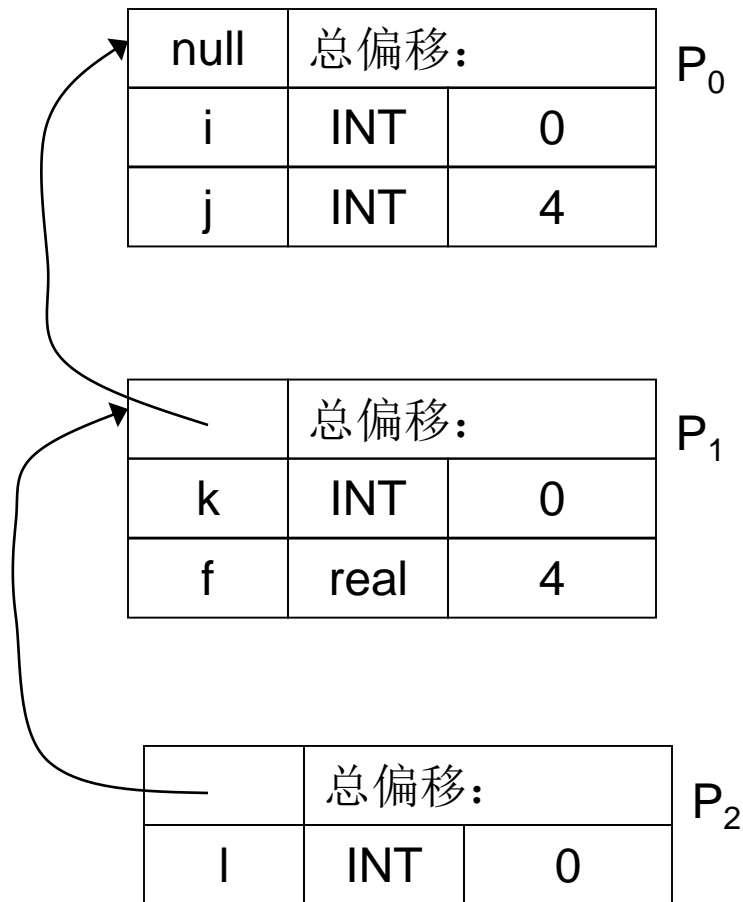 null 总偏移： P₀
i INT 0
j INT 4
总偏移： P₁
k INT 0
f real 4
总偏移： P₂
l INT 0